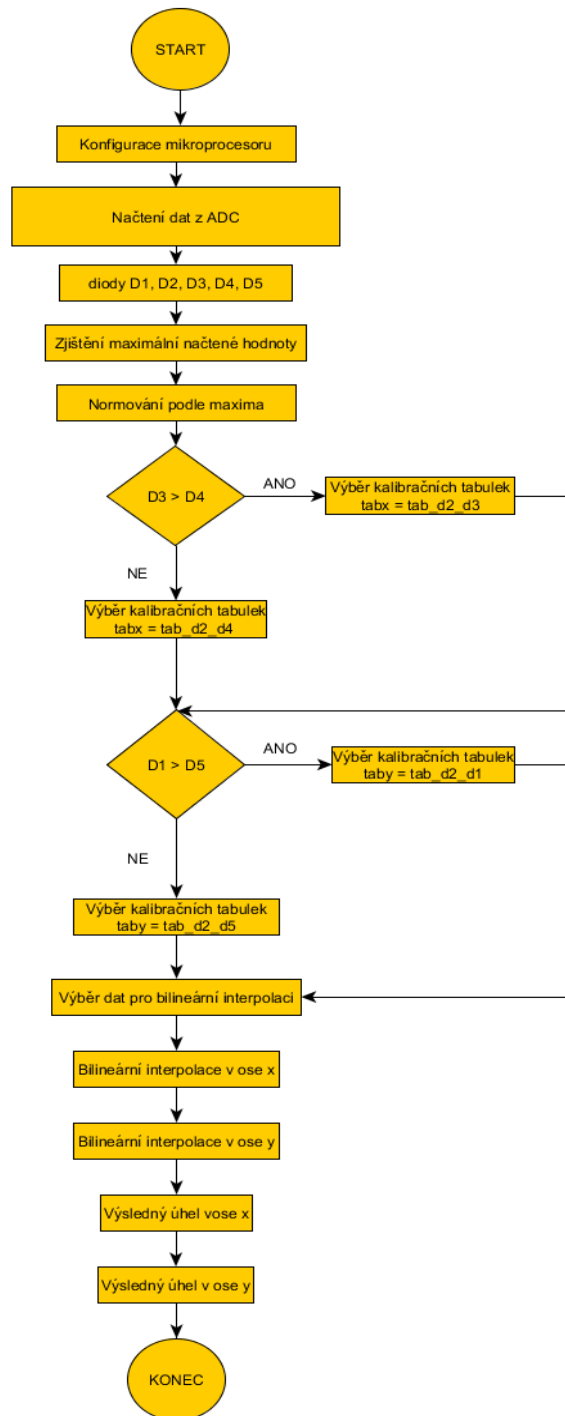 START
Konfigurace mikroprocesoru
Načtení dat z ADC
diody D1, D2, D3, D4, D5
Zjištění maximální načtené hodnoty
Normování podle maxima
D3 > D4
ANO
Výběr kalibračních tabulek
tabx = tab_d2_d3
NE
Výběr kalibračních tabulek
tabx = tab_d2_d4
D1 > D5
ANO
Výběr kalibračních tabulek
taby = tab_d2_d1
NE
Výběr kalibračních tabulek
taby = tab_d2_d5
Výběr dat pro bilineární interpolaci
Bilineární interpolace v ose x
Bilineární interpolace v ose y
Výsledný úhel vose x
Výsledný úhel v ose y
KONEC